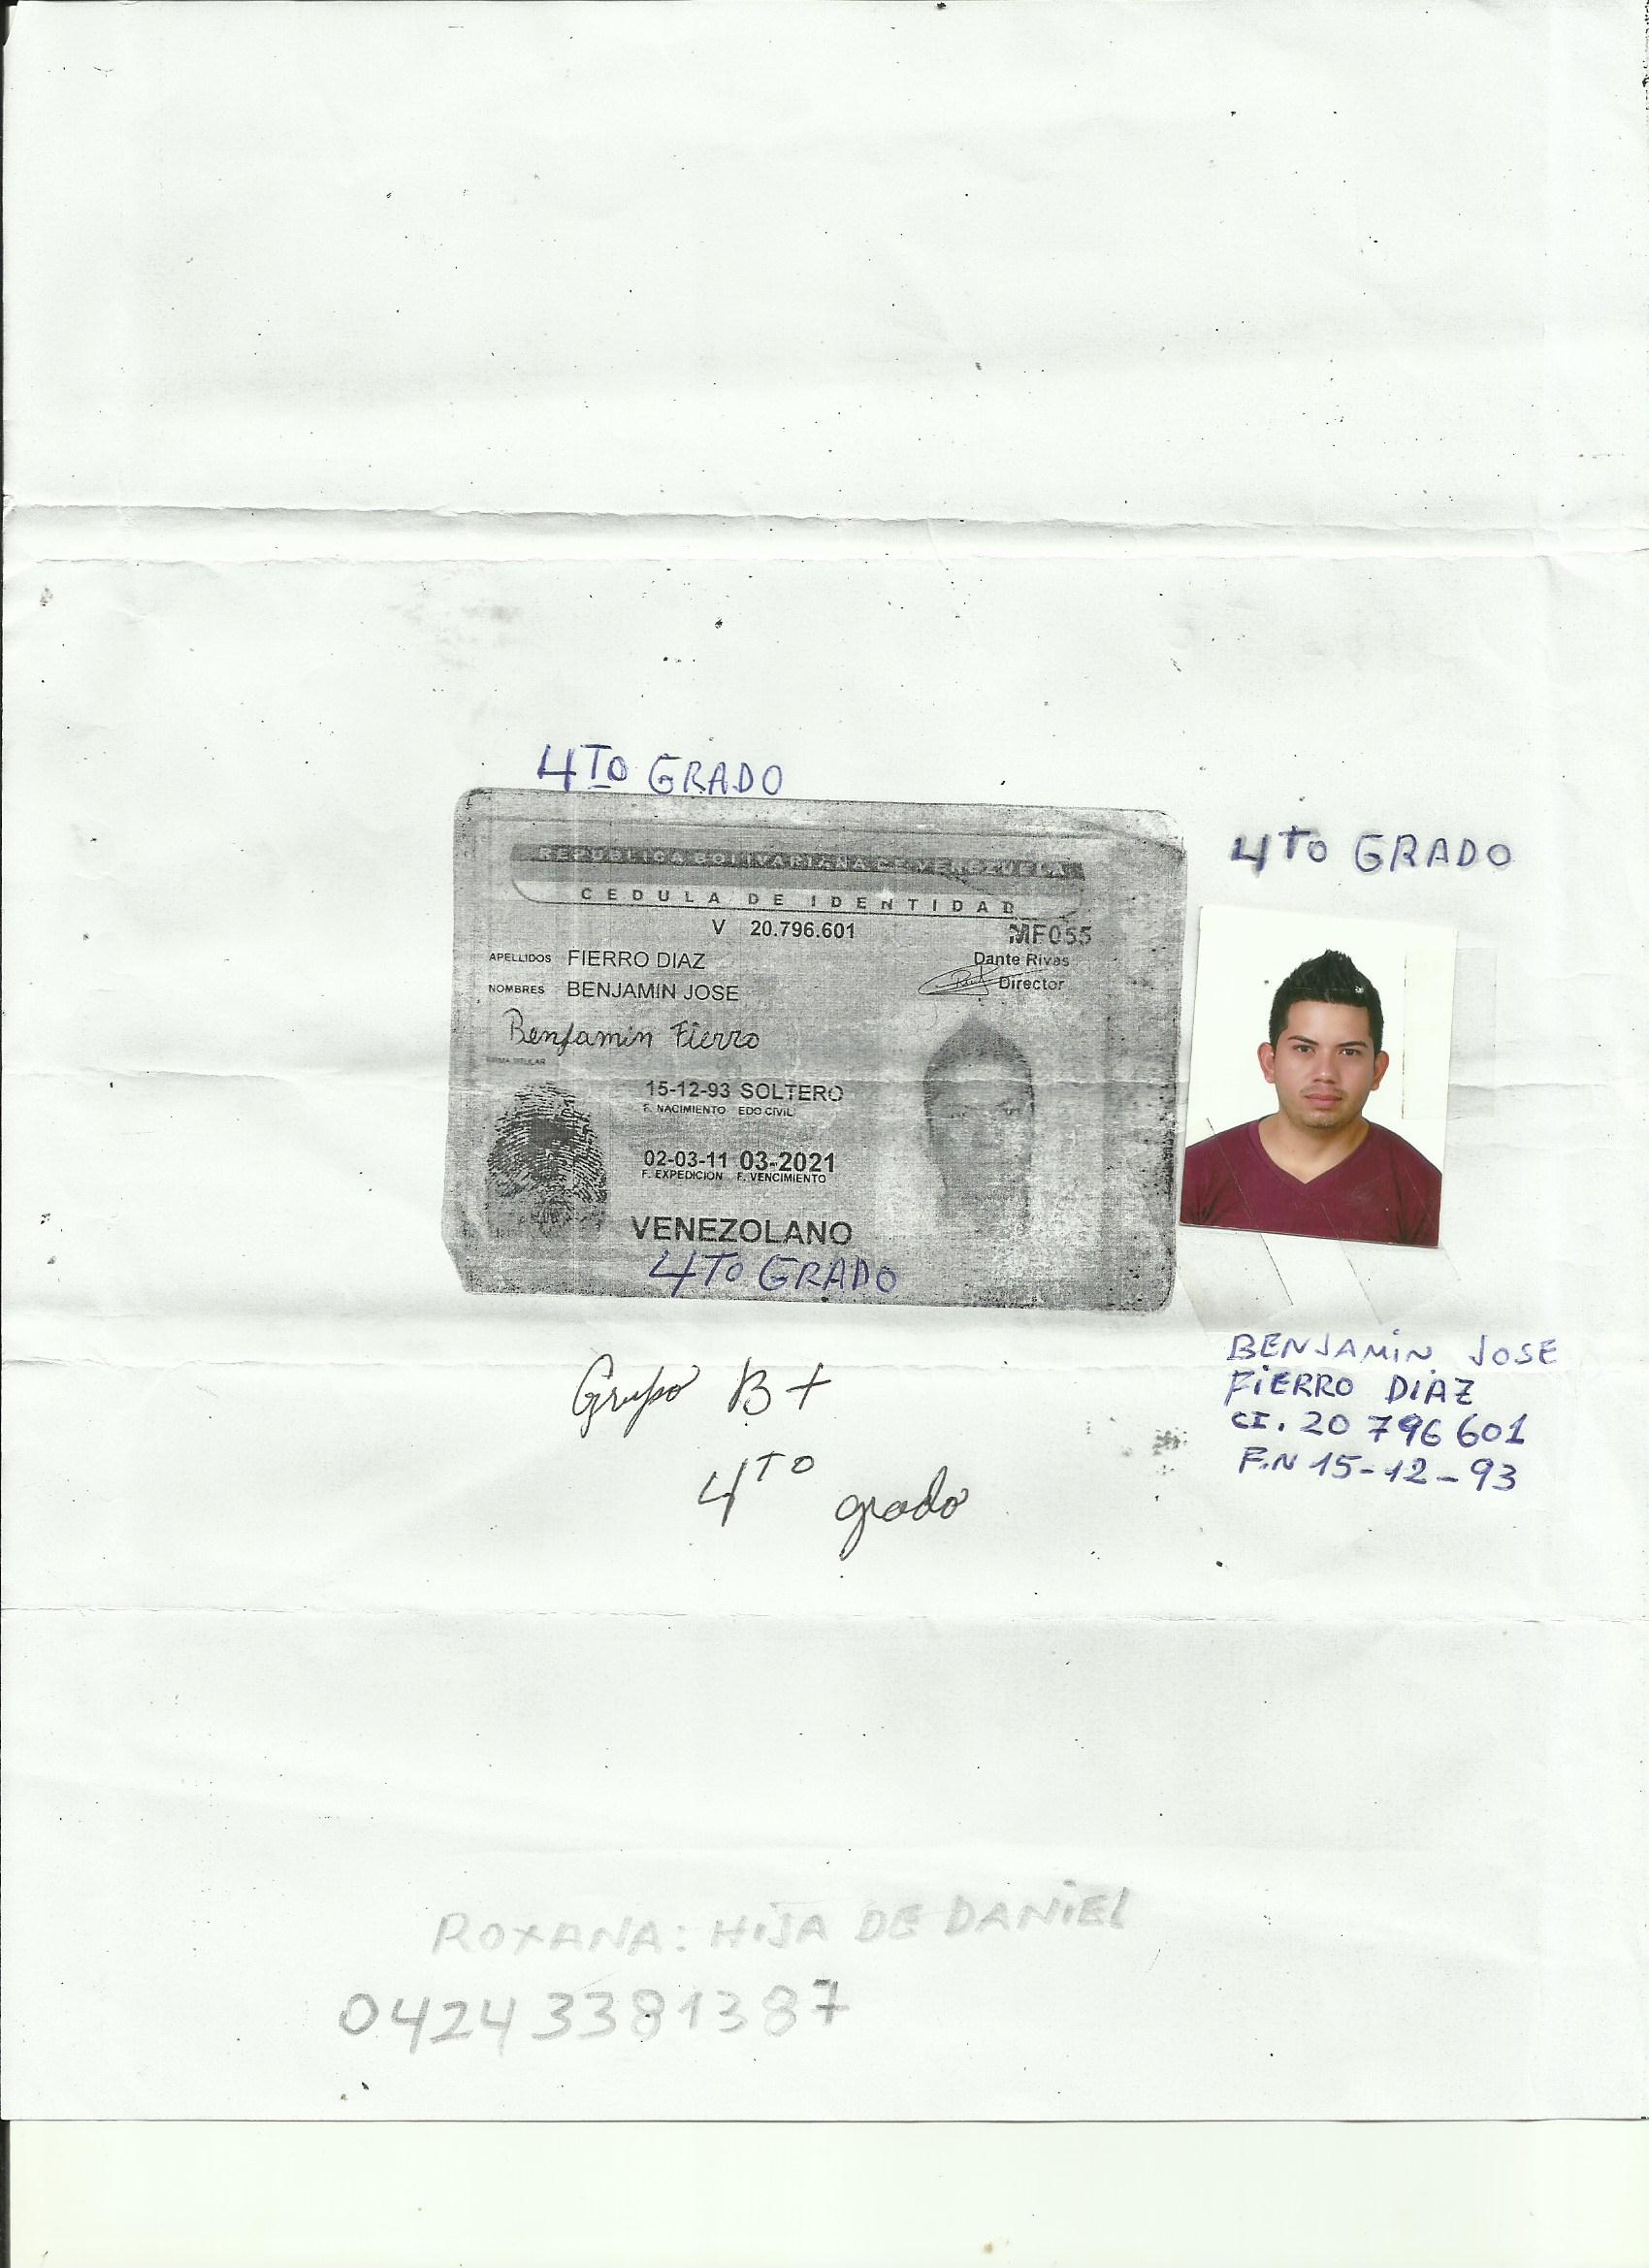 4TO GRADO
4TO GRADO
REPUBLICA BOLIVARIANA DE VENEZUELA
CEDULA DE IDENTIDAD
V 20.796.601
MF055
APELLIDOS FIERRO DIAZ
Dante Rivas
Director
NOMBRES BENJAMIN JOSE
Benjamin Fierro
FIRMA TITULAR
15-12-93 SOLTERO
F. NACIMIENTO EDO CIVIL
02-03-11 03-2021
F. EXPEDICION F. VENCIMIENTO
VENEZOLANO
4TO GRADO
BENJAMIN JOSE
FIERRO DIAZ
CI. 20 796 601
F.N 15-12-93
Grupo B+
4TO grado
ROXANA: HIJA DE DANIEL
04243381387